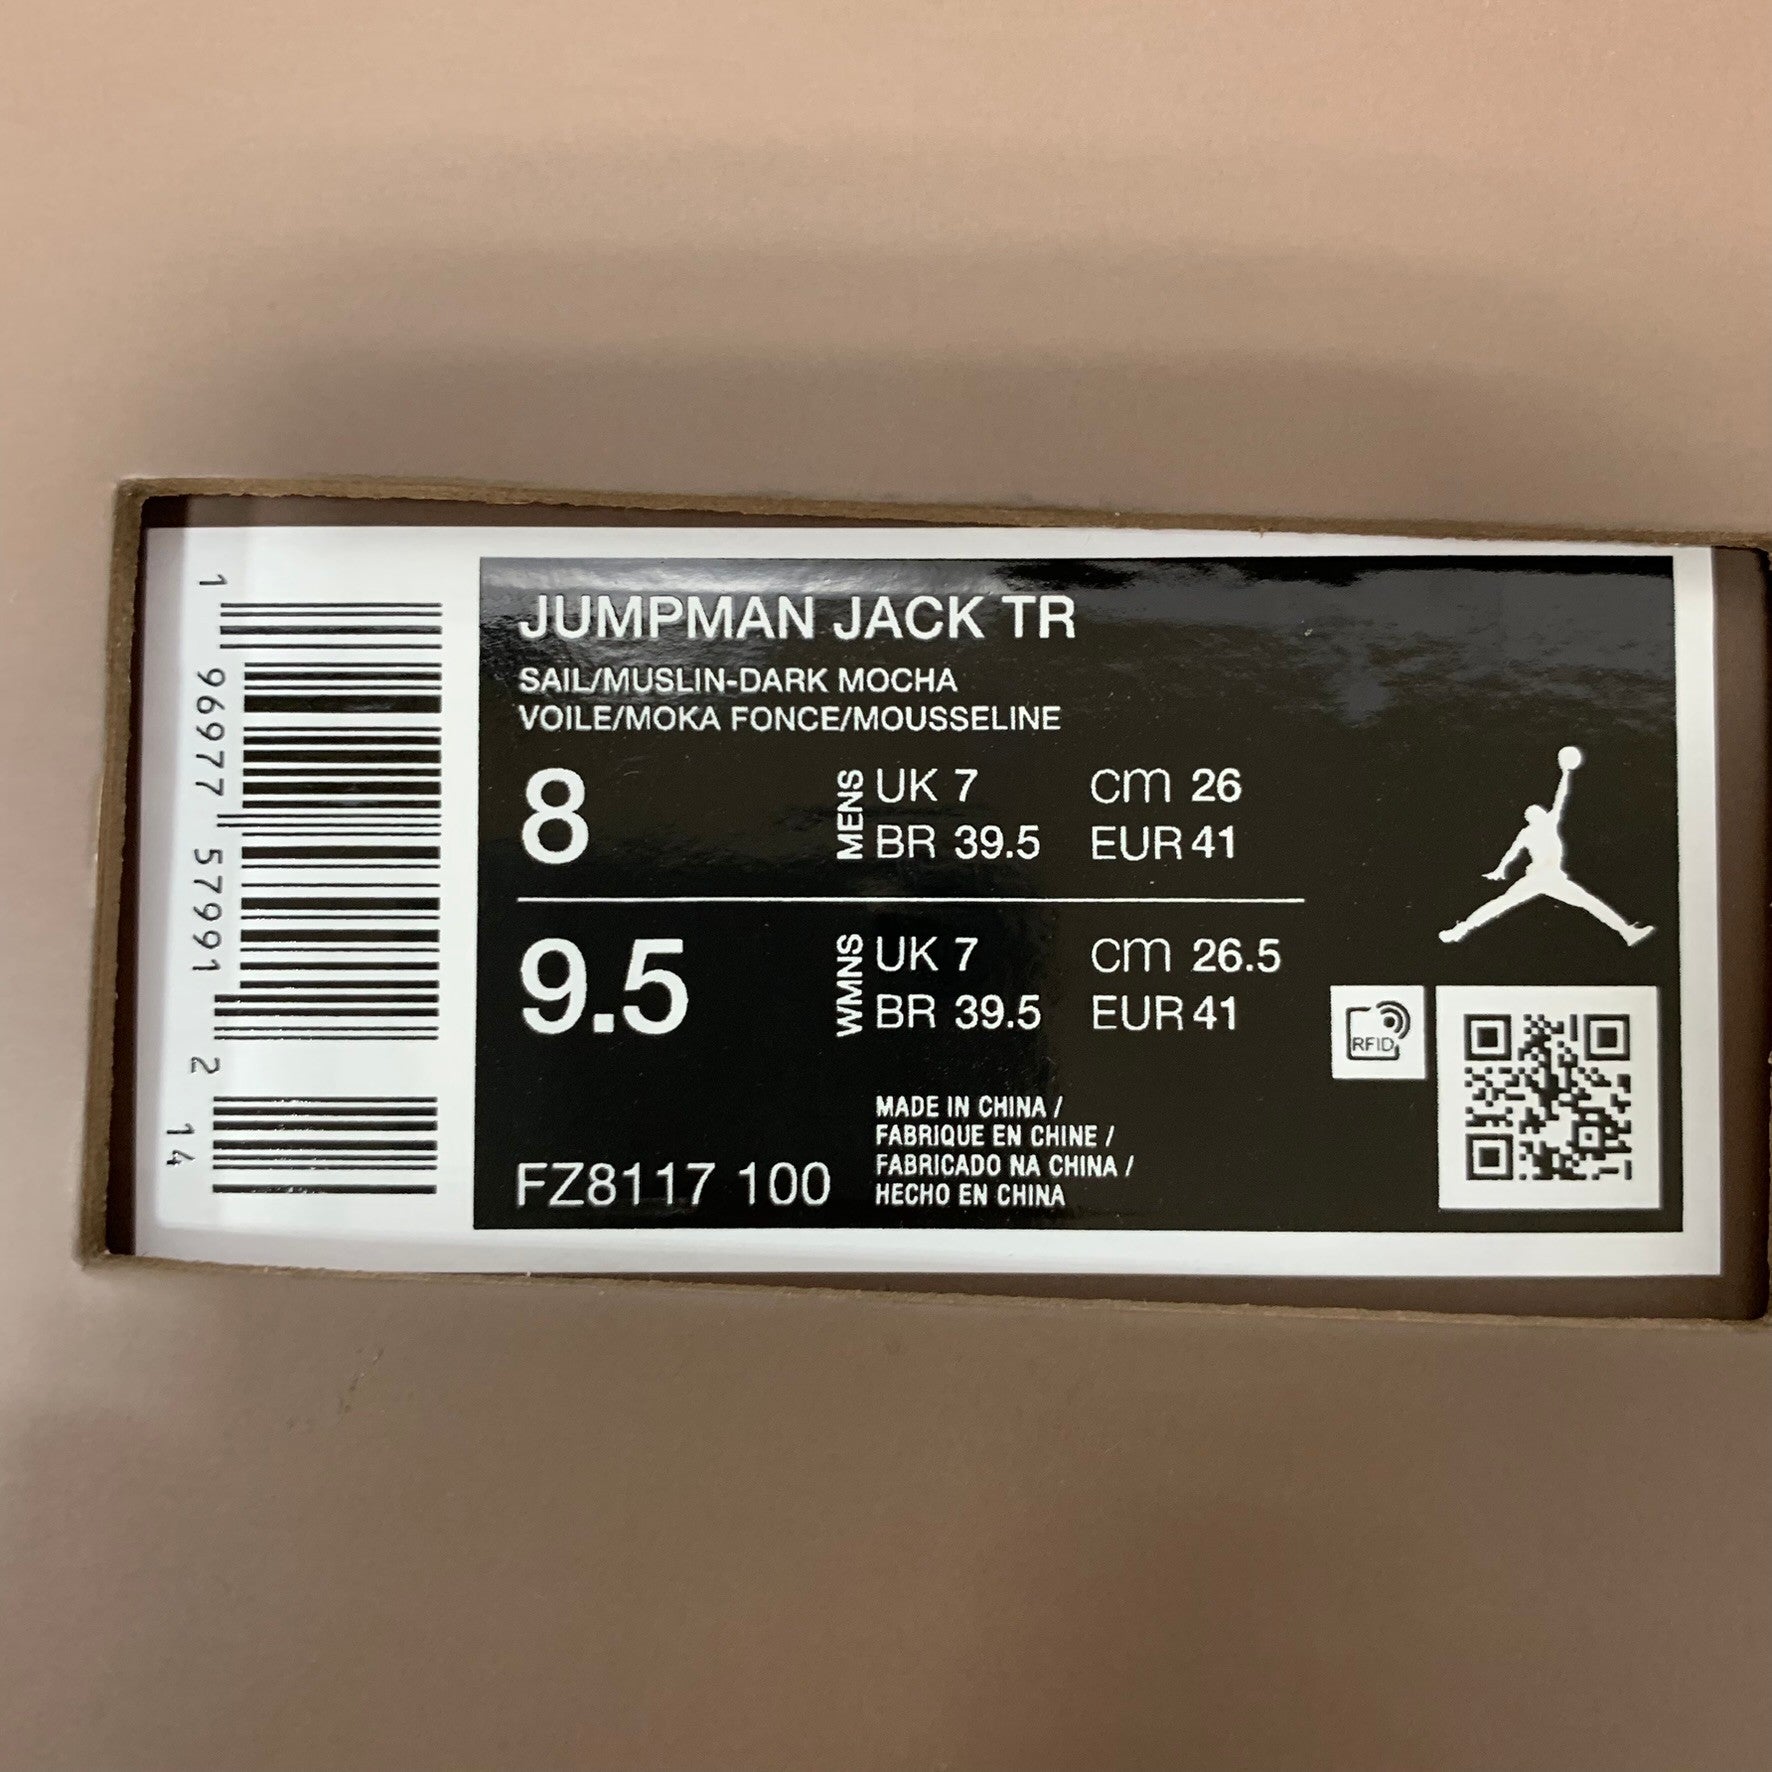 JUMPMAN JACK TR
SAIL/MUSLIN-DARK MOCHA
VOILE/MOKA FONCE/MOUSSELINE
8
MENS
UK 7 cm 26
BR 39.5 EUR 41
9.5
WMNS
UK 7 cm 26.5
BR 39.5 EUR 41
MADE IN CHINA /
FABRIQUE EN CHINE /
FABRICADO NA CHINA /
HECHO EN CHINA
FZ8117 100
RFID
1 96977 57991 2 14